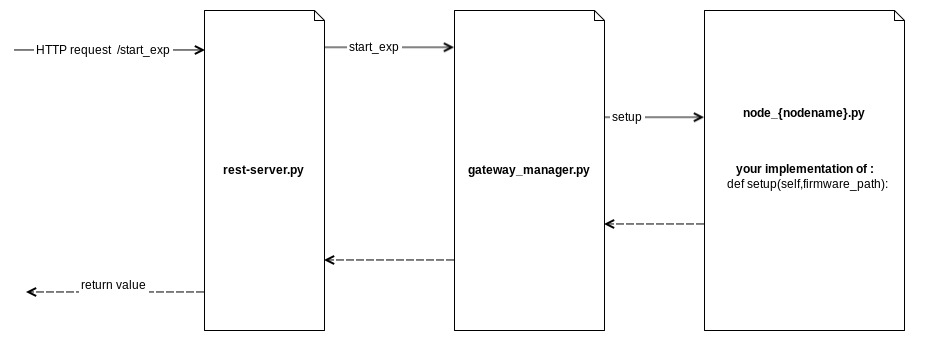 HTTP request /start_exp
start_exp
setup
node_{nodename}.py
rest-server.py
gateway_manager.py
your implementation of :
def setup(self,firmware_path):
return value